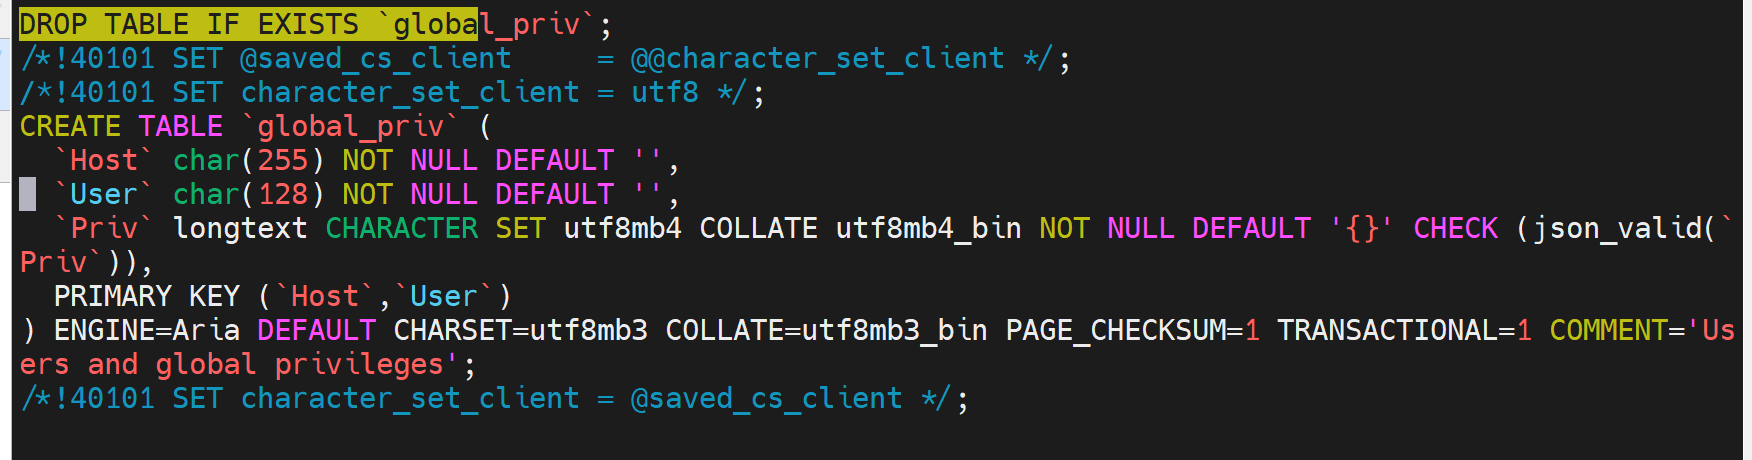 DROP TABLE IF EXISTS `global_priv`;
/*!40101 SET @saved_cs_client     = @@character_set_client */;
/*!40101 SET character_set_client = utf8 */;
CREATE TABLE `global_priv` (
  `Host` char(255) NOT NULL DEFAULT '',
  `User` char(128) NOT NULL DEFAULT '',
  `Priv` longtext CHARACTER SET utf8mb4 COLLATE utf8mb4_bin NOT NULL DEFAULT '{}' CHECK (json_valid(`
Priv`)),
  PRIMARY KEY (`Host`,`User`)
) ENGINE=Aria DEFAULT CHARSET=utf8mb3 COLLATE=utf8mb3_bin PAGE_CHECKSUM=1 TRANSACTIONAL=1 COMMENT='Us
ers and global privileges';
/*!40101 SET character_set_client = @saved_cs_client */;